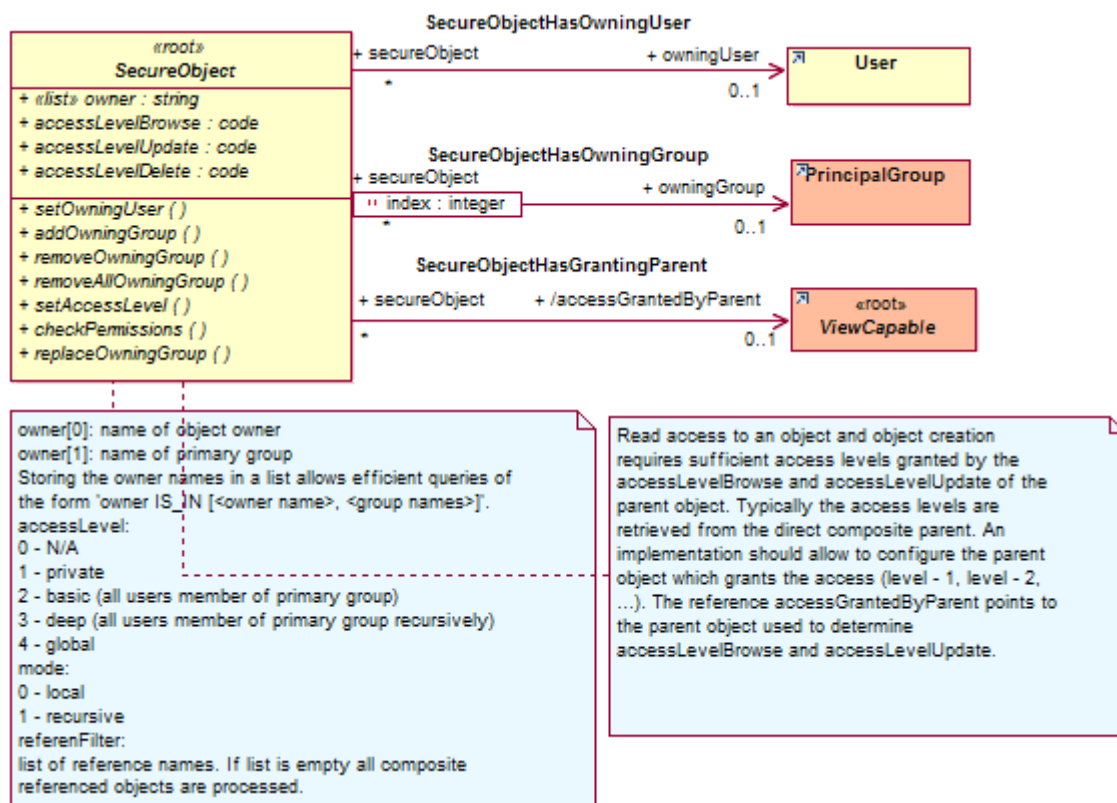 SecureObjectHasOwningUser
«root»
SecureObject
+ «list» owner : string
+ accessLevelBrowse : code
+ accessLevelUpdate : code
+ accessLevelDelete : code
+ setOwningUser ( )
+ addOwningGroup ( )
+ removeOwningGroup ( )
+ removeAllOwningGroup ( )
+ setAccessLevel ( )
+ checkPermissions ( )
+ replaceOwningGroup ( )
+ secureObject
+ owningUser
*
0..1
User
SecureObjectHasOwningGroup
+ secureObject
+ owningGroup
" index : integer
*
0..1
PrincipalGroup
SecureObjectHasGrantingParent
+ secureObject
+ /accessGrantedByParent
*
0..1
«root»
ViewCapable
owner[0]: name of object owner
owner[1]: name of primary group
Storing the owner names in a list allows efficient queries of
the form 'owner IS_IN [<owner name>, <group names>]'.
accessLevel:
0 - N/A
1 - private
2 - basic (all users member of primary group)
3 - deep (all users member of primary group recursively)
4 - global
mode:
0 - local
1 - recursive
referenFilter:
list of reference names. If list is empty all composite
referenced objects are processed.
Read access to an object and object creation
requires sufficient access levels granted by the
accessLevelBrowse and accessLevelUpdate of the
parent object. Typically the access levels are
retrieved from the direct composite parent. An
implementation should allow to configure the parent
object which grants the access (level - 1, level - 2,
...). The reference accessGrantedByParent points to
the parent object used to determine
accessLevelBrowse and accessLevelUpdate.